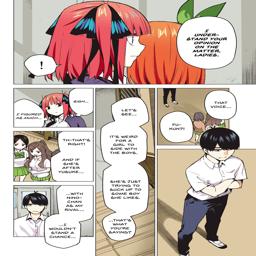 I
UNDER-
STAND YOUR
OPINION
ON THE
MATTER,
LADIES.
!
THAT
VOICE...
FU-
KUN?!
LET'S
SEE...
IT'S WEIRD
FOR A
GIRL TO
SIDE WITH
THE BOYS.
SHE'S JUST
TRYING TO
SUCK UP TO
SOME BOY
SHE LIKES.
...THAT'S
WHAT
YOU'RE
SAYING?
I FIGURED
AS MUCH...
TH-THAT'S
RIGHT!
AND IF
SHE'S
AFTER
...WITH
NINO-
CHAN AS
MY
RIVAL...
...I
WOULDN'T
STAND A
CHANCE...